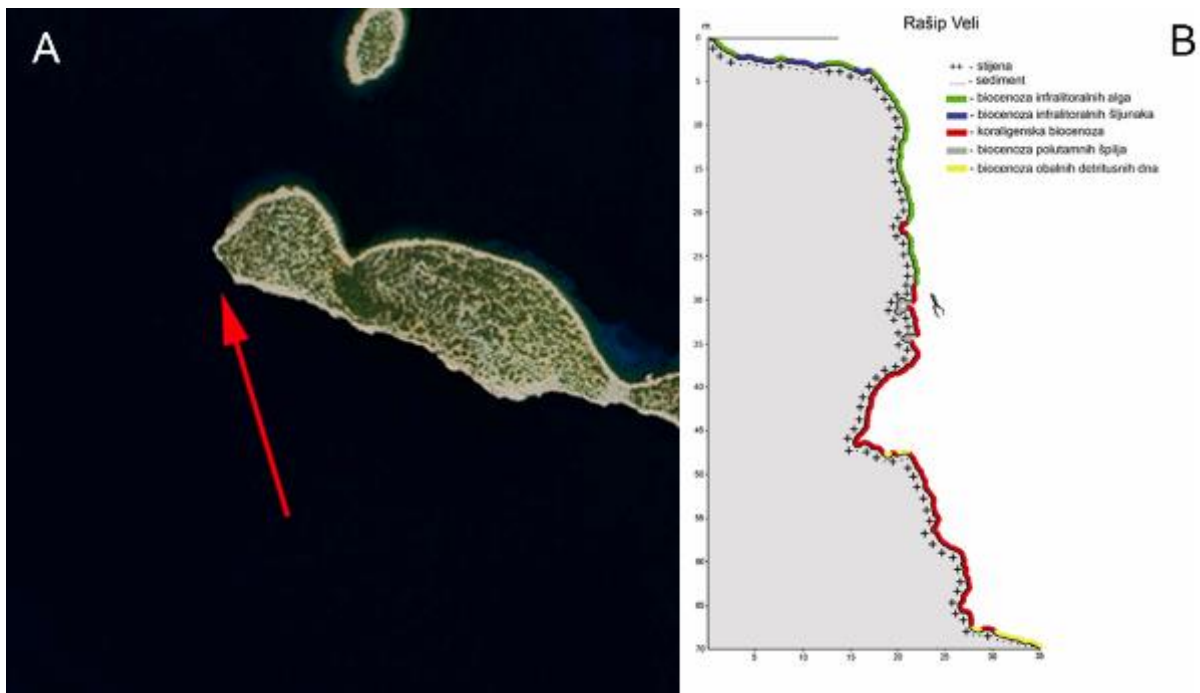 A
Rašip Veli
B
m
++ - stijena
- sediment
- biocenoza infralitoralnih alga
- biocenoza infralitoralnih šljunaka
- koraligenska biocenoza
- biocenoza polutamnih špilja
- biocenoza obalnih detritusnih dna
0
5
10
15
20
25
30
35
40
45
50
55
60
65
70
5 10 15 20 25 30 35